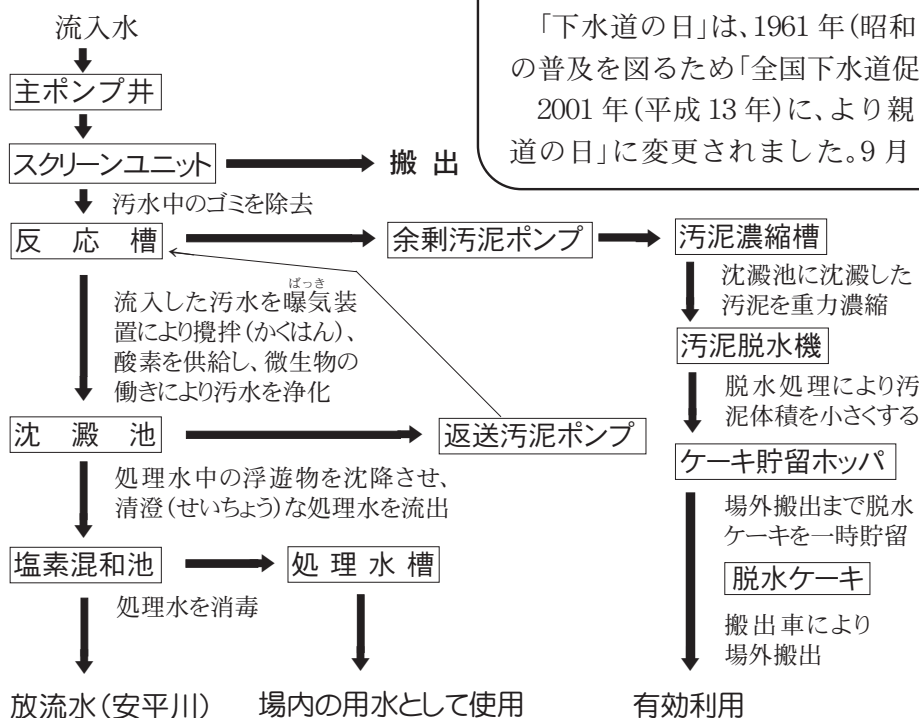 「下水道の日」は、1961年(昭和
の普及を図るため「全国下水道促
2001年(平成13年)に、より親
道の日」に変更されました。9月
流入水
主ポンプ井
スクリーンユニット
搬出
汚水中のゴミを除去
反応槽
余剰汚泥ポンプ
汚泥濃縮槽
ばっき
流入した汚水を曝気装
置により攪拌(かくはん)、
酸素を供給し、微生物の
働きにより汚水を浄化
沈澱池に沈澱した
汚泥を重力濃縮
汚泥脱水機
脱水処理により汚
泥体積を小さくする
沈澱池
返送汚泥ポンプ
ケーキ貯留ホッパ
処理水中の浮遊物を沈降させ、
清澄(せいちょう)な処理水を流出
場外搬出まで脱水
ケーキを一時貯留
塩素混和池
処理水槽
脱水ケーキ
処理水を消毒
搬出車により
場外搬出
放流水(安平川)
場内の用水として使用
有効利用